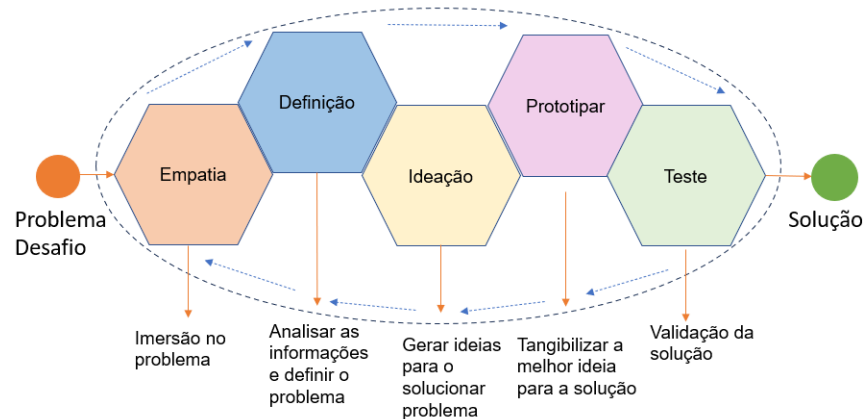 Definição
Prototipar
Empatia
Ideação
Teste
Problema
Desafio
Solução
Imersão no
problema
Analisar as
informações
e definir o
problema
Gerar ideias
para o
solucionar
problema
Tangibilizar a
melhor ideia
para a solução
Validação da
solução